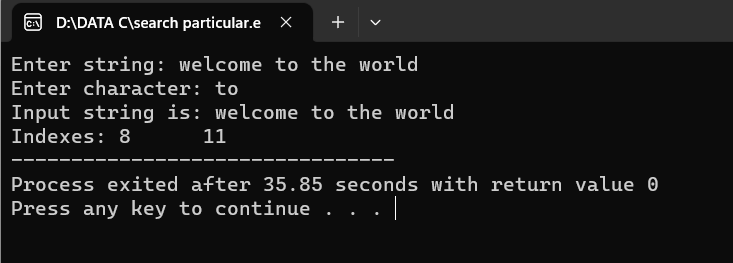 D:\DATA C\search particular.e
Enter string: welcome to the world
Enter character: to
Input string is: welcome to the world
Indexes: 8      11
--------------------------------
Process exited after 35.85 seconds with return value 0
Press any key to continue . . .